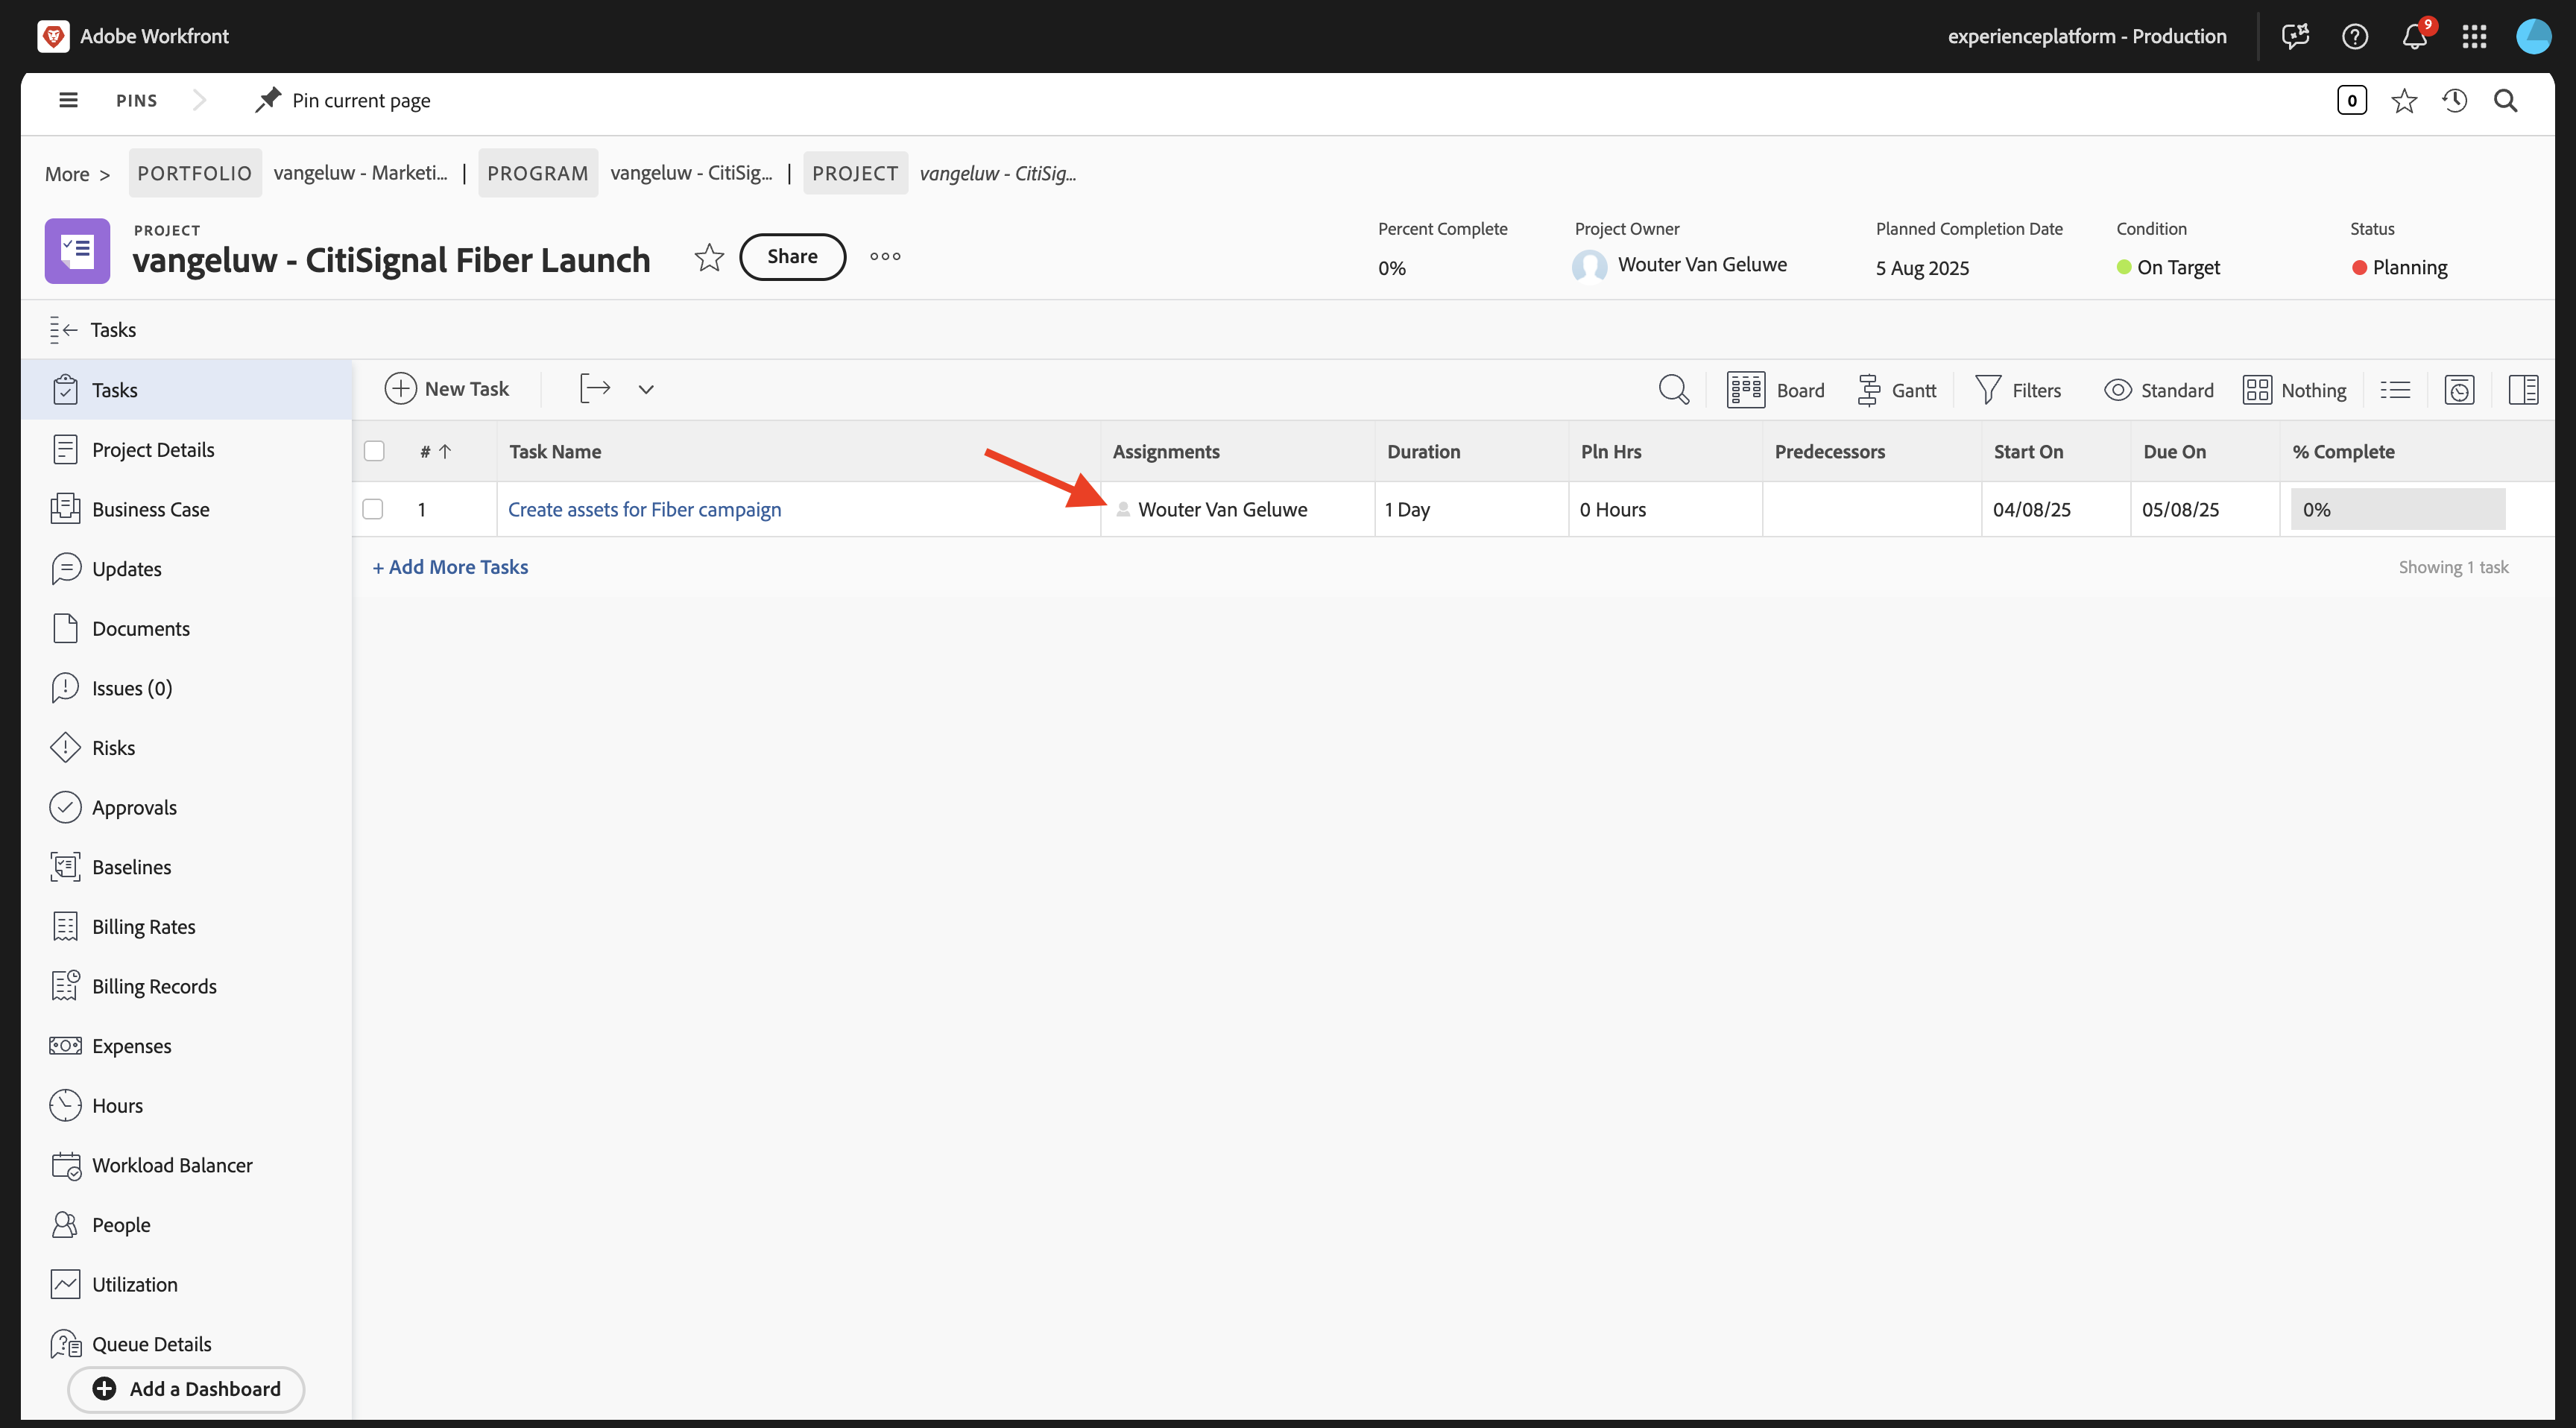 Adobe Workfront
experienceplatform - Production
9
PINS
Pin current page
0
More >
PORTFOLIO vangeluw - Marketi... | PROGRAM vangeluw - CitiSig... | PROJECT vangeluw - CitiSig...
PROJECT
vangeluw - CitiSignal Fiber Launch
Share
Percent Complete
0%
Project Owner
Wouter Van Geluwe
Planned Completion Date
5 Aug 2025
Condition
On Target
Status
Planning
Tasks
Tasks
Project Details
Business Case
Updates
Documents
Issues (0)
Risks
Approvals
Baselines
Billing Rates
Billing Records
Expenses
Hours
Workload Balancer
People
Utilization
Queue Details
Add a Dashboard
New Task
Board
Gantt
Filters
Standard
Nothing
# Task Name Assignments Duration Pln Hrs Predecessors Start On Due On % Complete
1 Create assets for Fiber campaign Wouter Van Geluwe 1 Day 0 Hours 04/08/25 05/08/25 0%
+ Add More Tasks
Showing 1 task